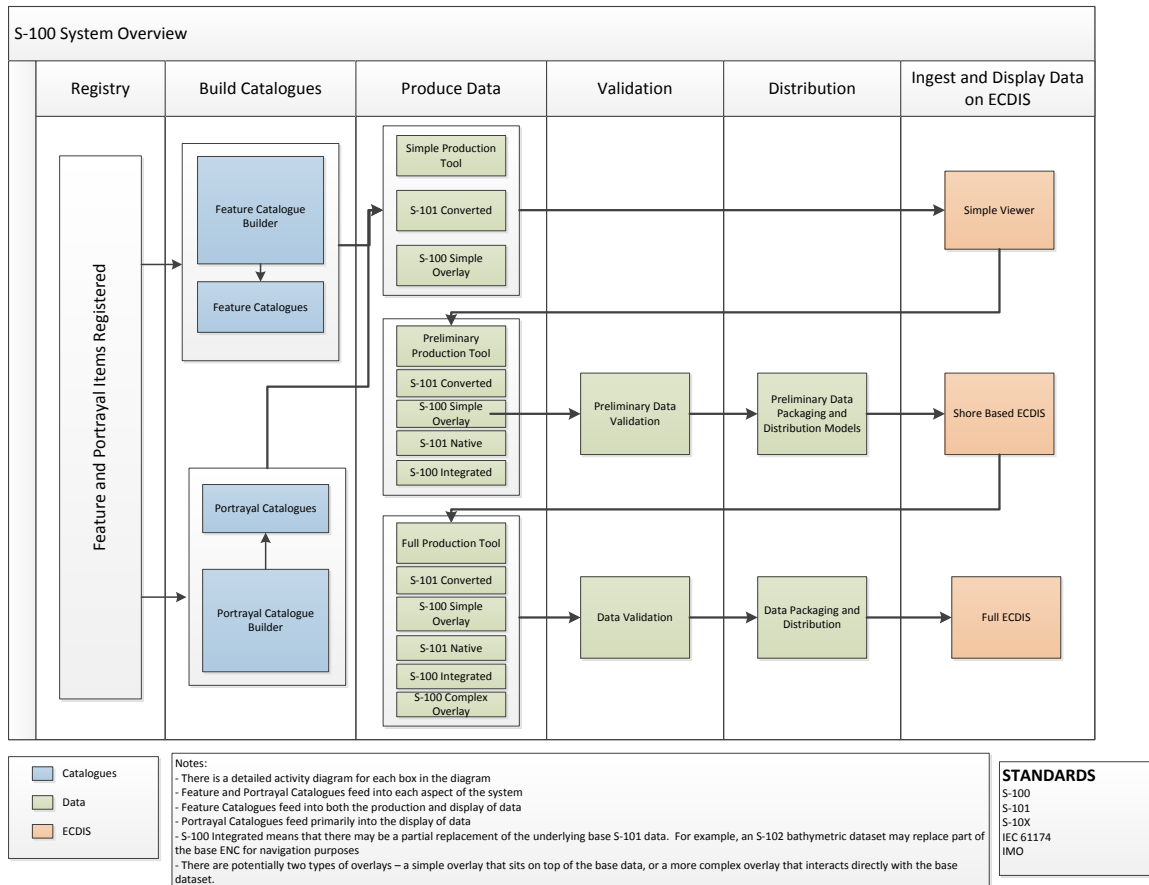 S-100 System Overview
Registry
Build Catalogues
Produce Data
Validation
Distribution
Ingest and Display Data
on ECDIS
Feature and Portrayal Items Registered
Feature Catalogue
Builder
Feature Catalogues
Portrayal Catalogues
Portrayal Catalogue
Builder
Simple Production
Tool
S-101 Converted
S-100 Simple
Overlay
Simple Viewer
Preliminary
Production Tool
S-101 Converted
S-100 Simple
Overlay
S-101 Native
S-100 Integrated
Preliminary Data
Validation
Preliminary Data
Packaging and
Distribution Models
Shore Based ECDIS
Full Production Tool
S-101 Converted
S-100 Simple
Overlay
S-101 Native
S-100 Integrated
S-100 Complex
Overlay
Data Validation
Data Packaging and
Distribution
Full ECDIS
Catalogues
Data
ECDIS
Notes:
- There is a detailed activity diagram for each box in the diagram
- Feature and Portrayal Catalogues feed into each aspect of the system
- Feature Catalogues feed into both the production and display of data
- Portrayal Catalogues feed primarily into the display of data
- S-100 Integrated means that there may be a partial replacement of the underlying base S-101 data.  For example, an S-102 bathymetric dataset may replace part of
the base ENC for navigation purposes
- There are potentially two types of overlays – a simple overlay that sits on top of the base data, or a more complex overlay that interacts directly with the base
dataset.
STANDARDS
S-100
S-101
S-10X
IEC 61174
IMO